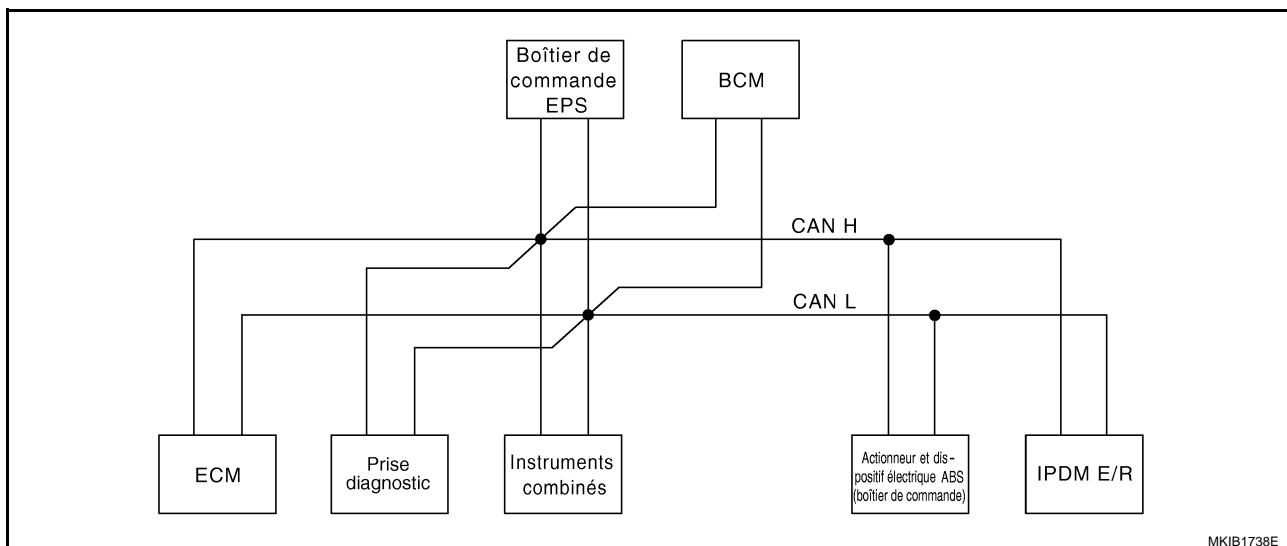 Boîtier de
commande
EPS
BCM
CAN H
CAN L
ECM
Prise
diagnostic
Instruments
combinés
Actionneur et dis-
positif électrique ABS
(boîtier de commande)
IPDM E/R
MKIB1738E